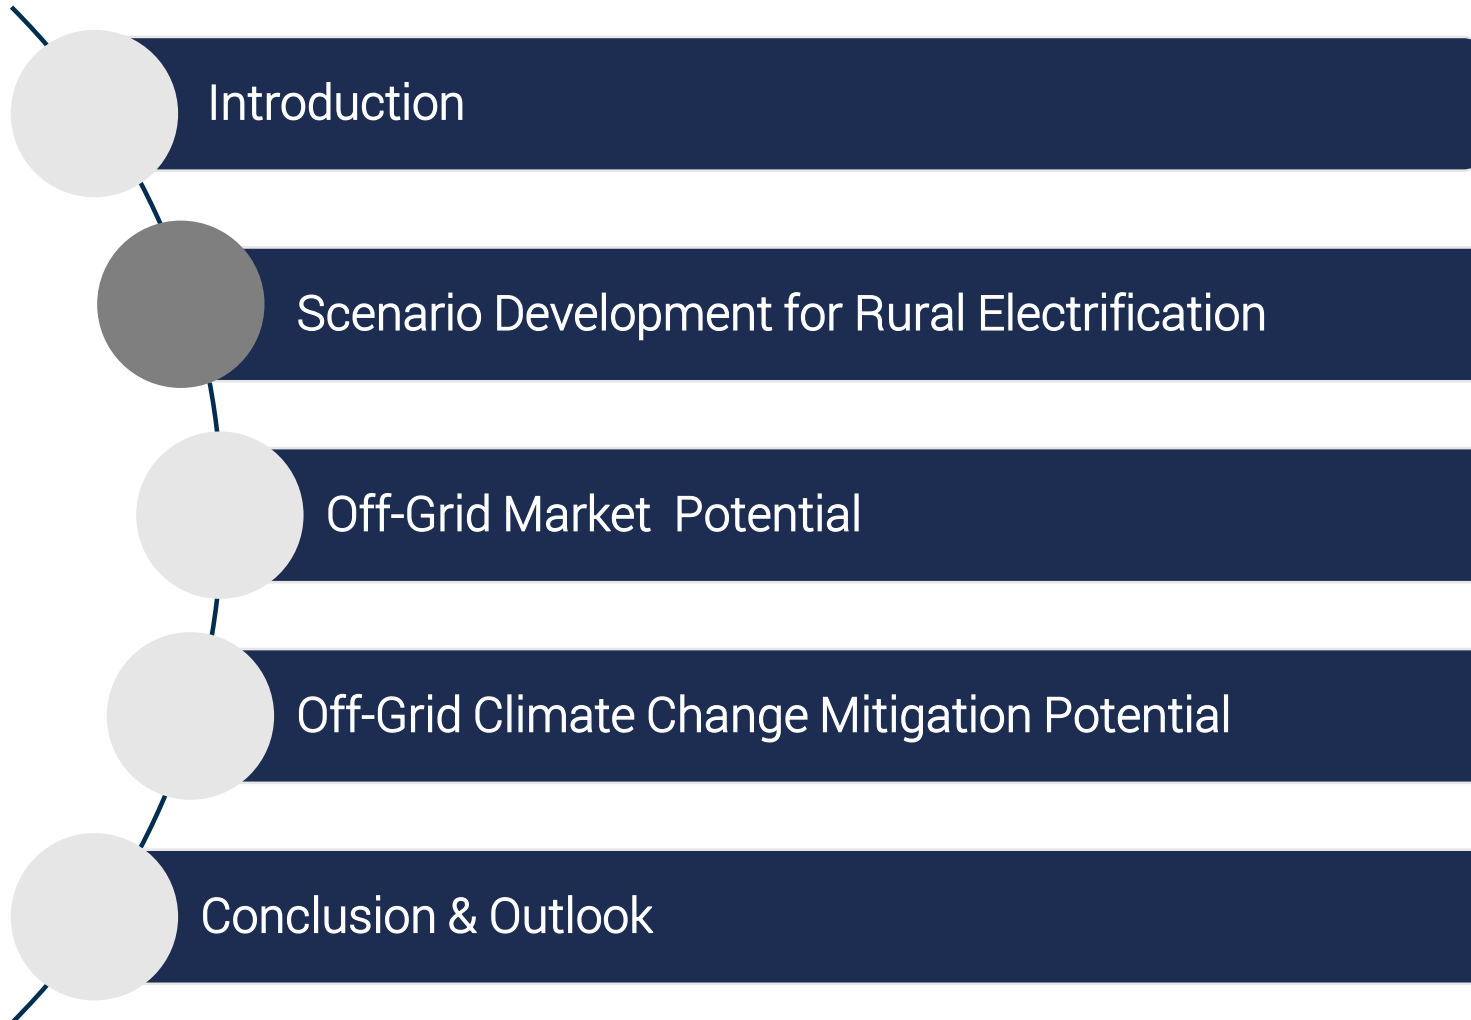 Introduction
Scenario Development for Rural Electrification
Off-Grid Market  Potential
Off-Grid Climate Change Mitigation Potential
Conclusion & Outlook